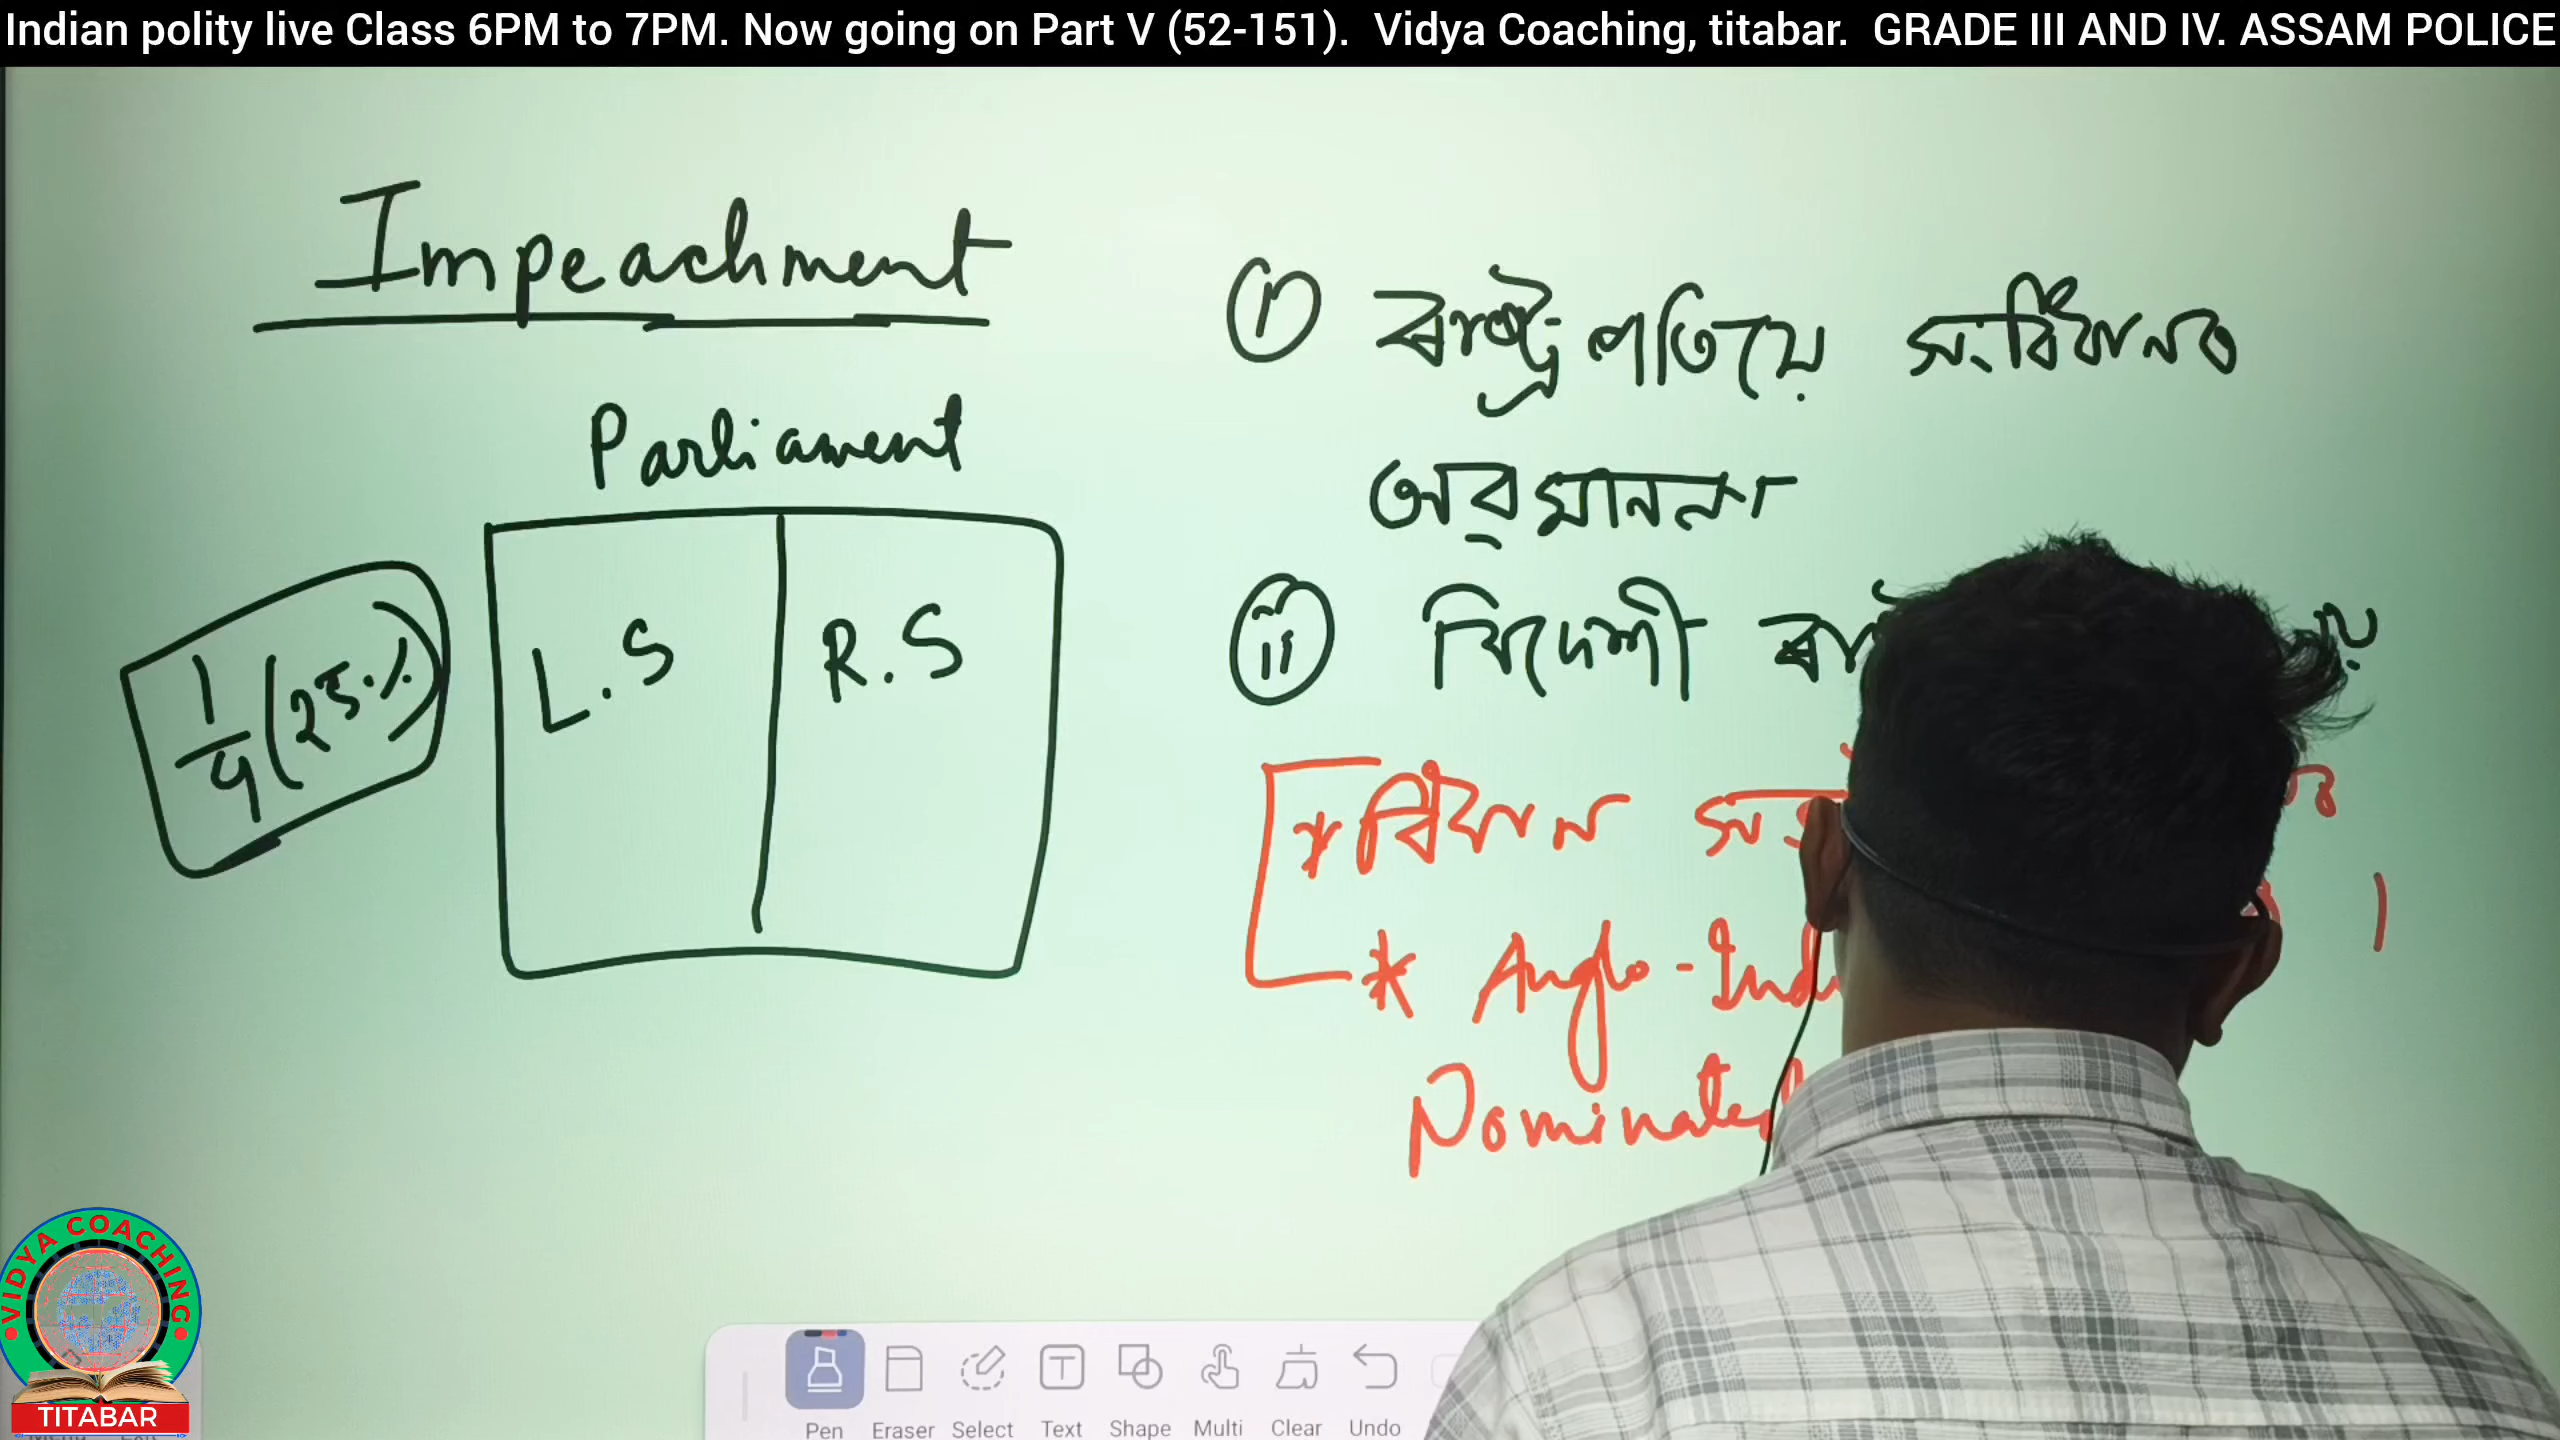 Indian polity live Class 6PM to 7PM. Now going on Part V (52-151). Vidya Coaching, titabar. GRADE III AND IV. ASSAM POLICE
Impeachment
Parliament
L.S
R.S
1/4 (25%)
i ৰাষ্ট্ৰপতিয়ে সংবিধানৰ
অৱমাননা
ii বিদেশী
* বিধান
* Anglo-
Nominated
VIDYA COACHING
TITABAR
Pen
Eraser
Select
Text
Shape
Multi
Clear
Undo